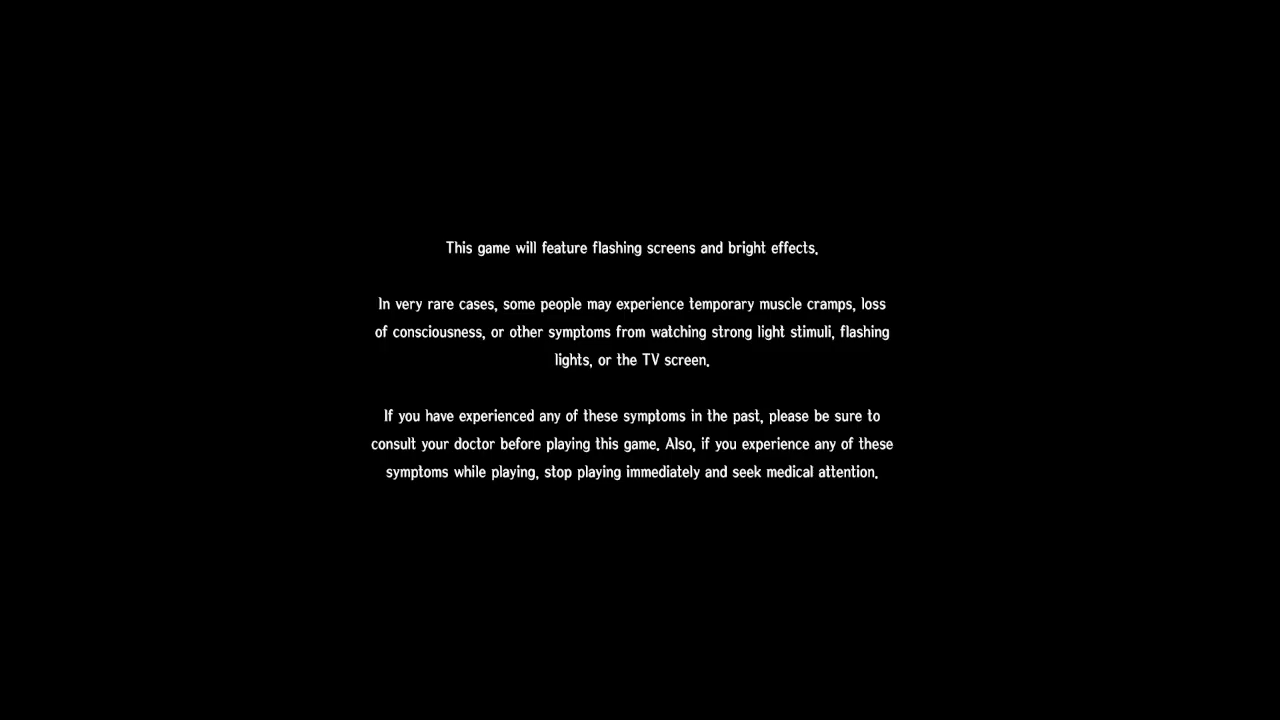 This game will feature flashing screens and bright effects.
In very rare cases, some people may experience temporary muscle cramps, loss
of consciousness, or other symptoms from watching strong light stimuli, flashing
lights, or the TV screen.
If you have experienced any of these symptoms in the past, please be sure to
consult your doctor before playing this game. Also, if you experience any of these
symptoms while playing, stop playing immediately and seek medical attention.